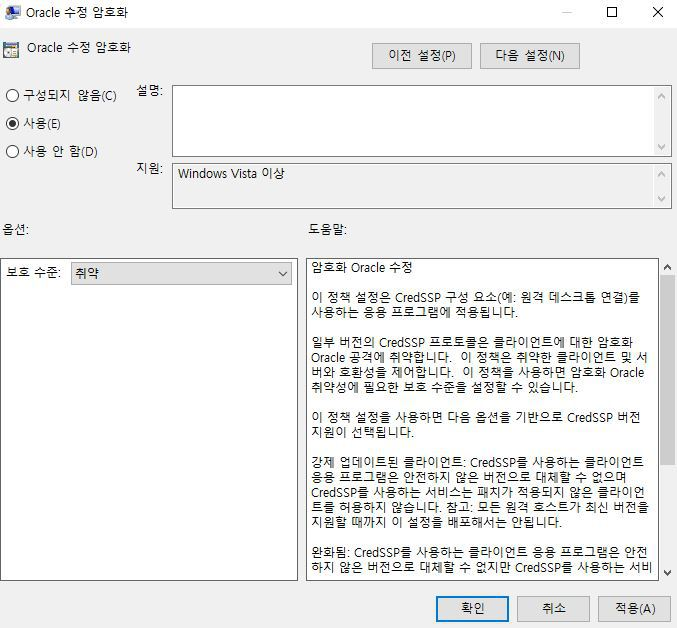 Oracle 수정 암호화
Oracle 수정 암호화
이전 설정(P)
다음 설정(N)
구성되지 않음(C)
설명:
사용(E)
사용 안 함(D)
지원:
Windows Vista 이상
옵션:
도움말:
보호 수준:
취약
암호화 Oracle 수정
이 정책 설정은 CredSSP 구성 요소(예: 원격 데스크톱 연결)를
사용하는 응용 프로그램에 적용됩니다.
일부 버전의 CredSSP 프로토콜은 클라이언트에 대한 암호화
Oracle 공격에 취약합니다.  이 정책은 취약한 클라이언트 및 서
버와 호환성을 제어합니다.  이 정책을 사용하면 암호화 Oracle
취약성에 필요한 보호 수준을 설정할 수 있습니다.
이 정책 설정을 사용하면 다음 옵션을 기반으로 CredSSP 버전
지원이 선택됩니다.
강제 업데이트된 클라이언트: CredSSP를 사용하는 클라이언트
응용 프로그램은 안전하지 않은 버전으로 대체할 수 없으며
CredSSP를 사용하는 서비스는 패치가 적용되지 않은 클라이언
트를 허용하지 않습니다. 참고: 모든 원격 호스트가 최신 버전을
지원할 때까지 이 설정을 배포해서는 안됩니다.
완화됨: CredSSP를 사용하는 클라이언트 응용 프로그램은 안전
하지 않은 버전으로 대체할 수 없지만 CredSSP를 사용하는 서비
확인
취소
적용(A)